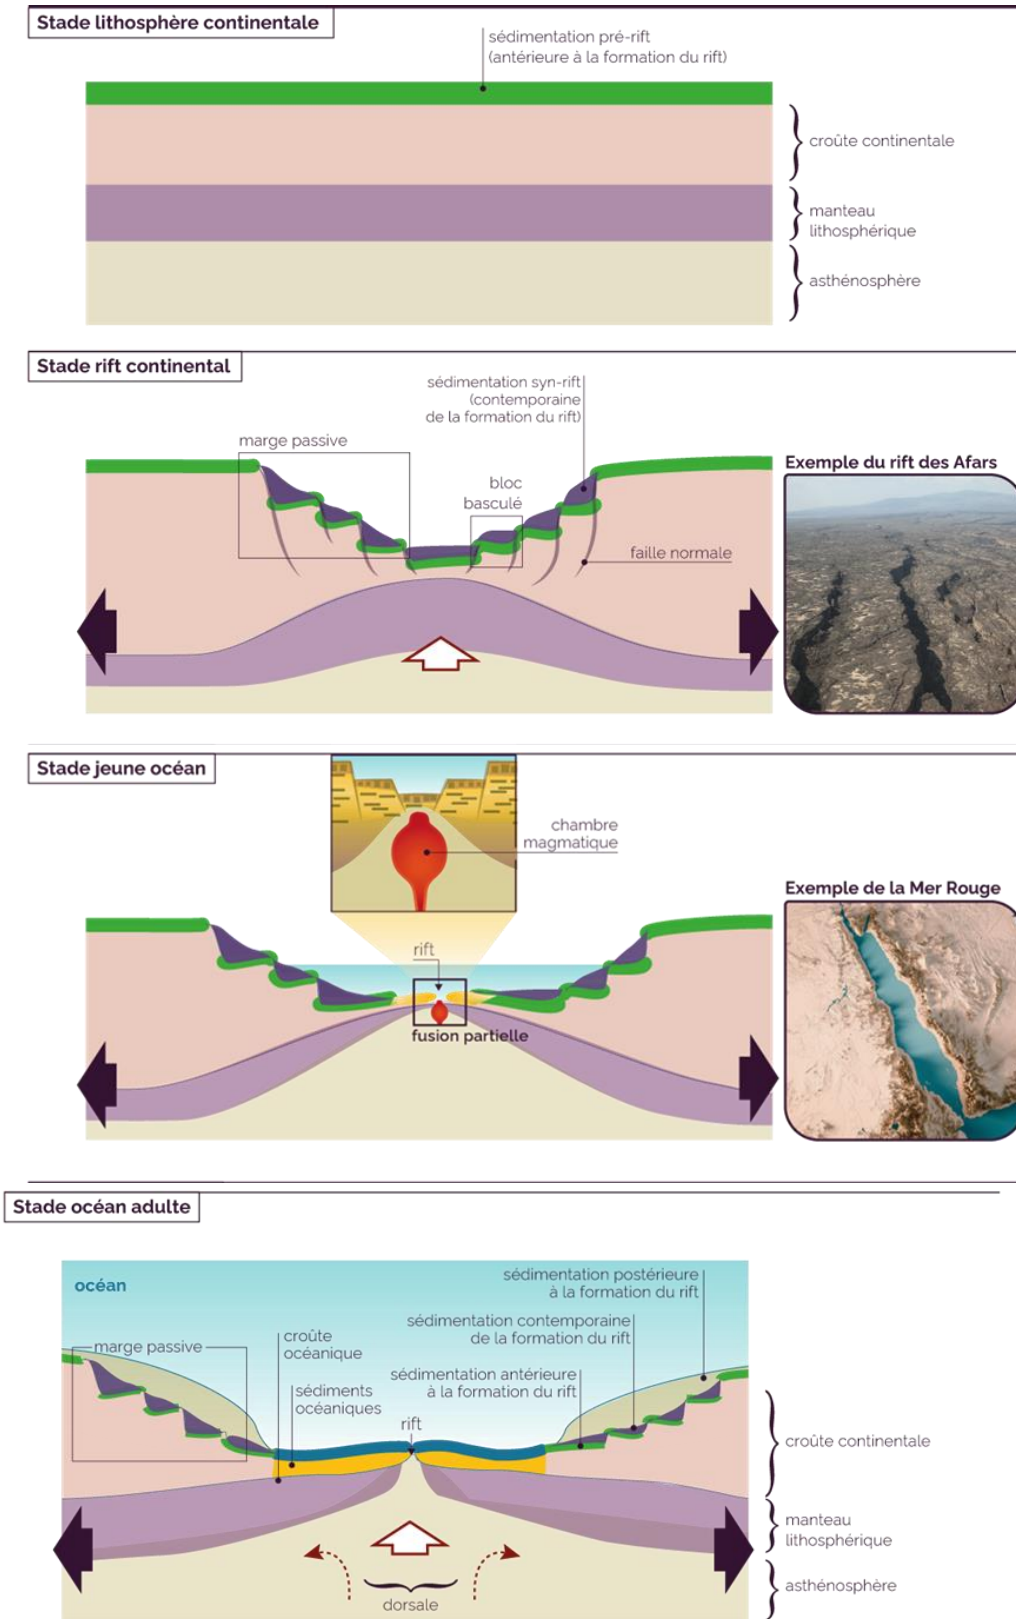 Stade lithosphère continentale
sédimentation pré-rift
(antérieure à la formation du rift)
croûte continentale
manteau
lithosphérique
asthénosphère
Stade rift continental
sédimentation syn-rift
(contemporaine
de la formation du rift)
marge passive
bloc
basculé
faille normale
Exemple du rift des Afars
Stade jeune océan
chambre
magmatique
rift
fusion partielle
Exemple de la Mer Rouge
Stade océan adulte
océan
sédimentation postérieure
à la formation du rift
sédimentation contemporaine
de la formation du rift
croûte
océanique
marge passive
sédimentation antérieure
à la formation du rift
sédiments
océaniques
rift
croûte continentale
manteau
lithosphérique
asthénosphère
dorsale